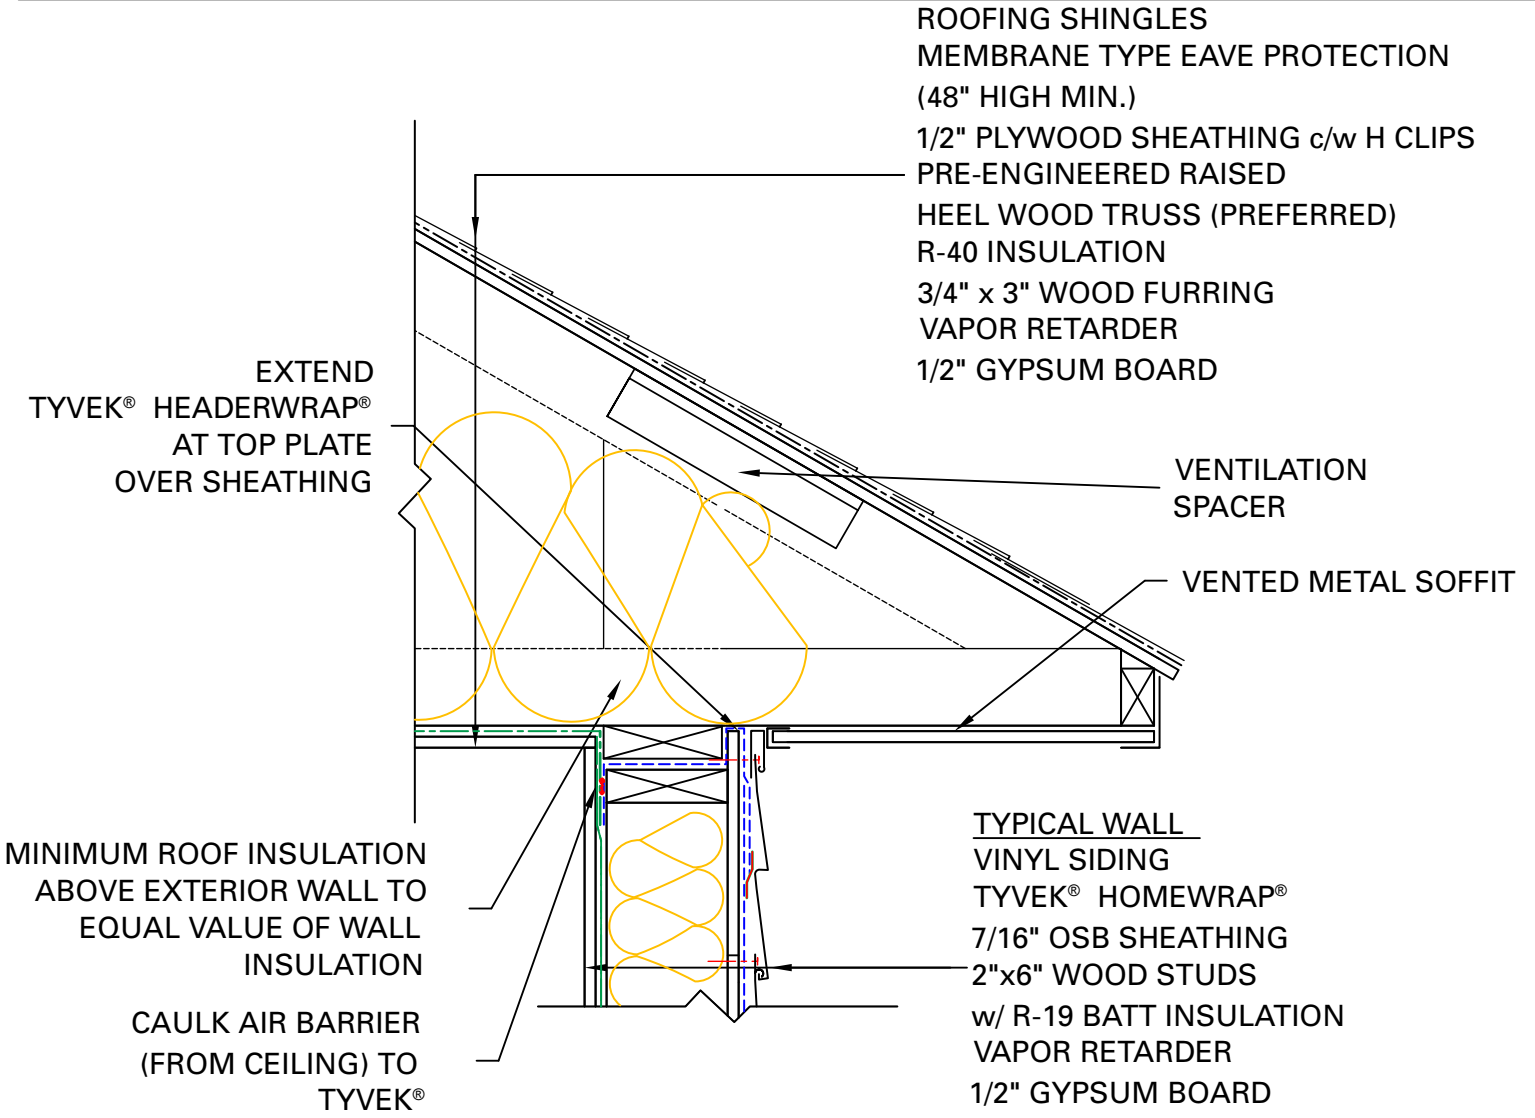 ROOFING SHINGLES
MEMBRANE TYPE EAVE PROTECTION
(48" HIGH MIN.)
1/2" PLYWOOD SHEATHING c/w H CLIPS
PRE-ENGINEERED RAISED
HEEL WOOD TRUSS (PREFERRED)
R-40 INSULATION
3/4" x 3" WOOD FURRING
VAPOR RETARDER
1/2" GYPSUM BOARD
EXTEND
TYVEK® HEADERWRAP®
AT TOP PLATE
OVER SHEATHING
VENTILATION
SPACER
VENTED METAL SOFFIT
MINIMUM ROOF INSULATION
ABOVE EXTERIOR WALL TO
EQUAL VALUE OF WALL
INSULATION
CAULK AIR BARRIER
(FROM CEILING) TO
TYVEK®
TYPICAL WALL
VINYL SIDING
TYVEK® HOMEWRAP®
7/16" OSB SHEATHING
2"x6" WOOD STUDS
w/ R-19 BATT INSULATION
VAPOR RETARDER
1/2" GYPSUM BOARD